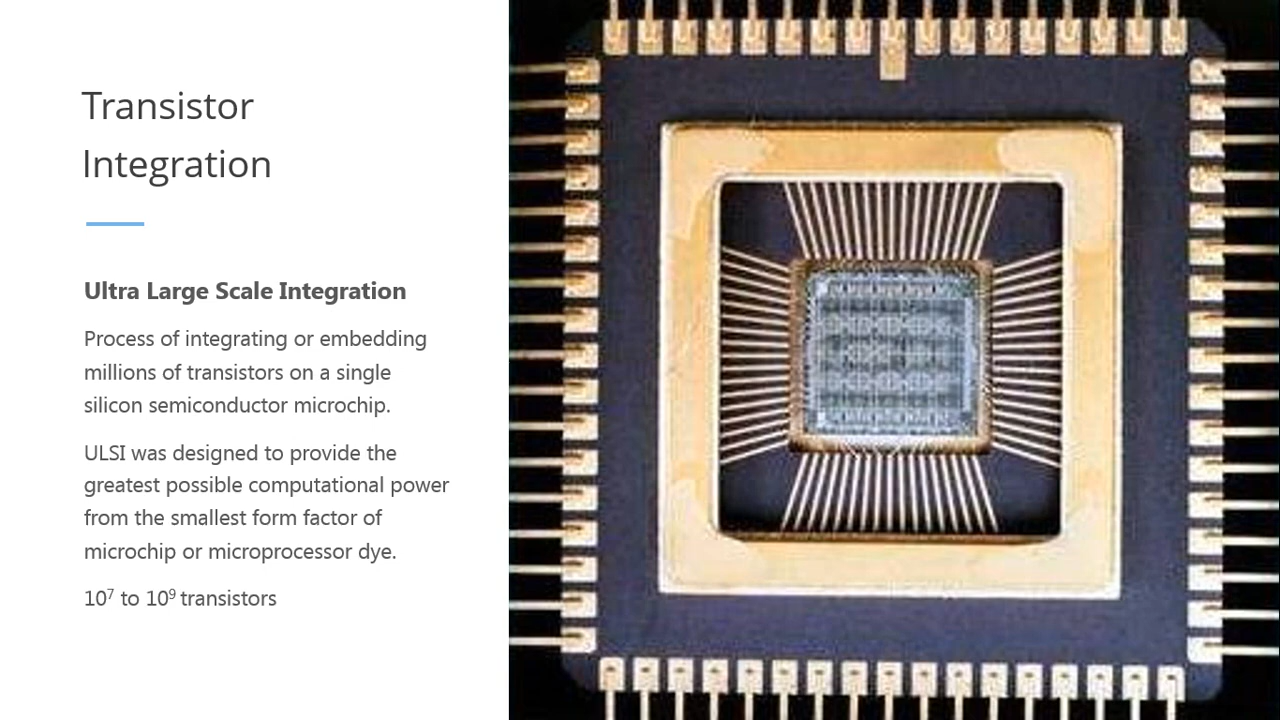 Transistor
Integration
Ultra Large Scale Integration
Process of integrating or embedding
millions of transistors on a single
silicon semiconductor microchip.
ULSI was designed to provide the
greatest possible computational power
from the smallest form factor of
microchip or microprocessor dye.
10⁷ to 10⁹ transistors